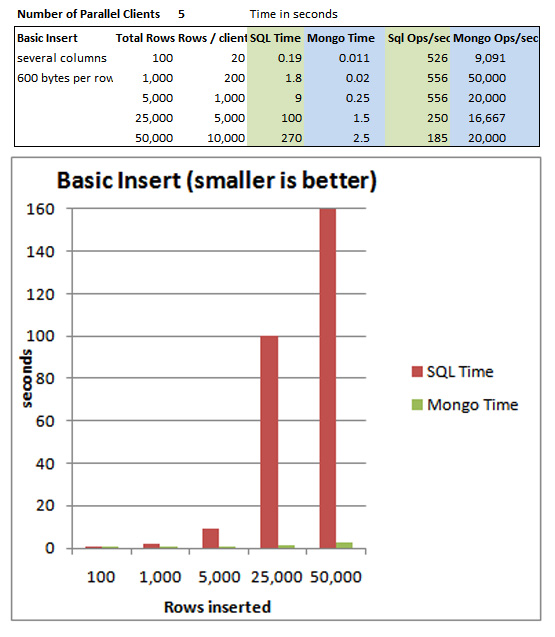 Number of Parallel Clients 5 Time in seconds
Basic Insert Total Rows Rows / client SQL Time Mongo Time Sql Ops/sec Mongo Ops/sec
several columns 100 20 0.19 0.011 526 9,091
600 bytes per row 1,000 200 1.8 0.02 556 50,000
5,000 1,000 9 0.25 556 20,000
25,000 5,000 100 1.5 250 16,667
50,000 10,000 270 2.5 185 20,000
Basic Insert (smaller is better)
160
140
120
100
80
60
40
20
0
seconds
SQL Time
Mongo Time
100 1,000 5,000 25,000 50,000
Rows inserted